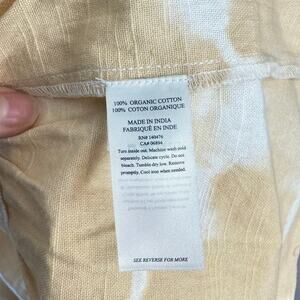 100% ORGANIC COTTON
100% COTON ORGANIQUE
MADE IN INDIA
FABRIQUÉ EN INDE
RN# 140476
CA# 06894
Turn inside out. Machine wash cold
separately. Delicate cycle. Do not
bleach. Tumble dry low. Remove
promptly. Cool iron when needed.
SEE REVERSE FOR MORE